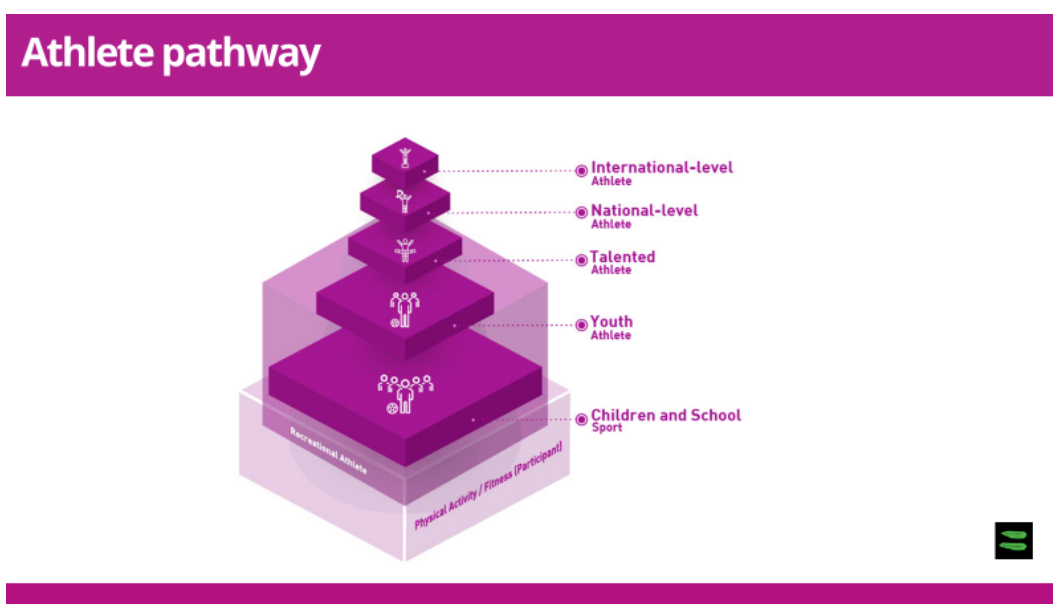 Athlete pathway
International-level
Athlete
National-level
Athlete
Talented
Athlete
Youth
Athlete
Children and School
Sport
Recreational Athlete
Physical Activity / Fitness (Participant)